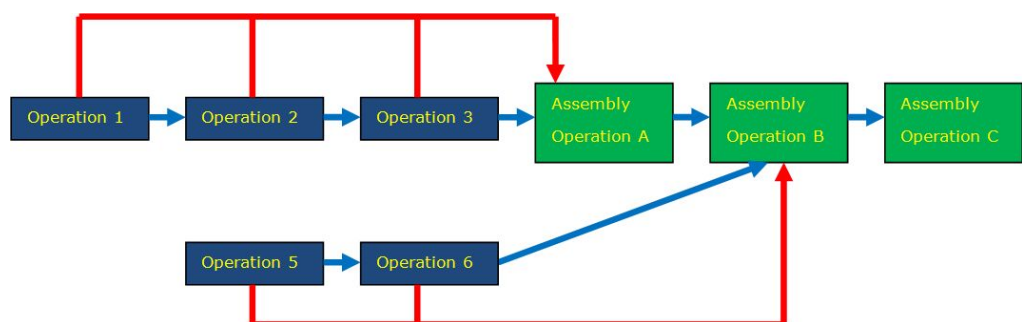 Operation 1
Operation 2
Operation 3
Assembly
Operation A
Assembly
Operation B
Assembly
Operation C
Operation 5
Operation 6